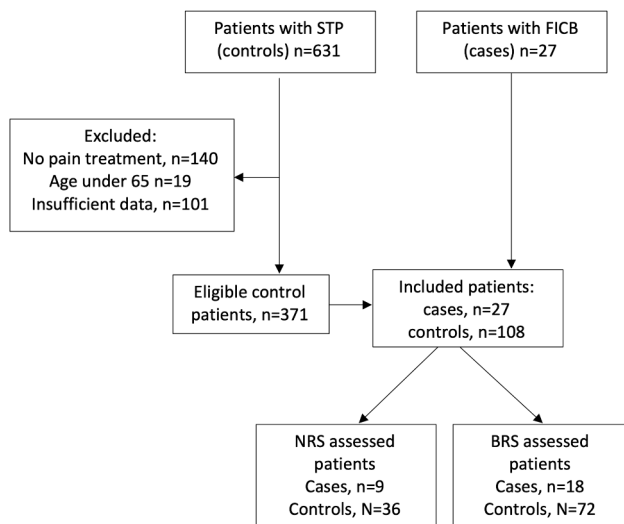 Patients with STP
(controls) n=631
Patients with FICB
(cases) n=27
Excluded:
No pain treatment, n=140
Age under 65 n=19
Insufficient data, n=101
Eligible control
patients, n=371
Included patients:
cases, n=27
controls, n=108
NRS assessed
patients
Cases, n=9
Controls, N=36
BRS assessed
patients
Cases, n=18
Controls, N=72